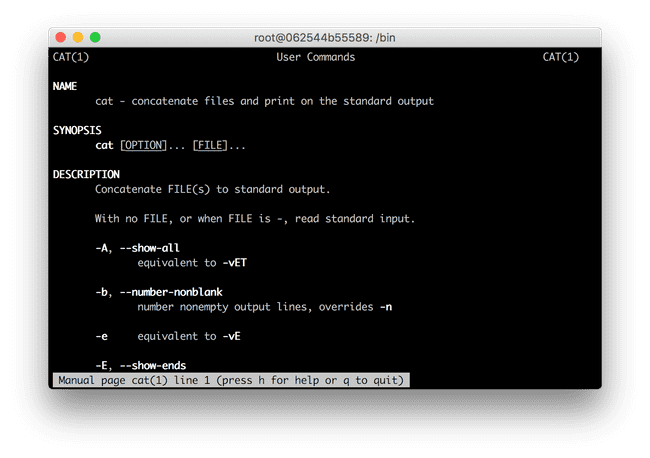 root@062544b55589: /bin
CAT(1) User Commands CAT(1)
NAME
cat - concatenate files and print on the standard output
SYNOPSIS
cat [OPTION]... [FILE]...
DESCRIPTION
Concatenate FILE(s) to standard output.
With no FILE, or when FILE is -, read standard input.
-A, --show-all
equivalent to -vET
-b, --number-nonblank
number nonempty output lines, overrides -n
-e equivalent to -vE
-E, --show-ends
Manual page cat(1) line 1 (press h for help or q to quit)